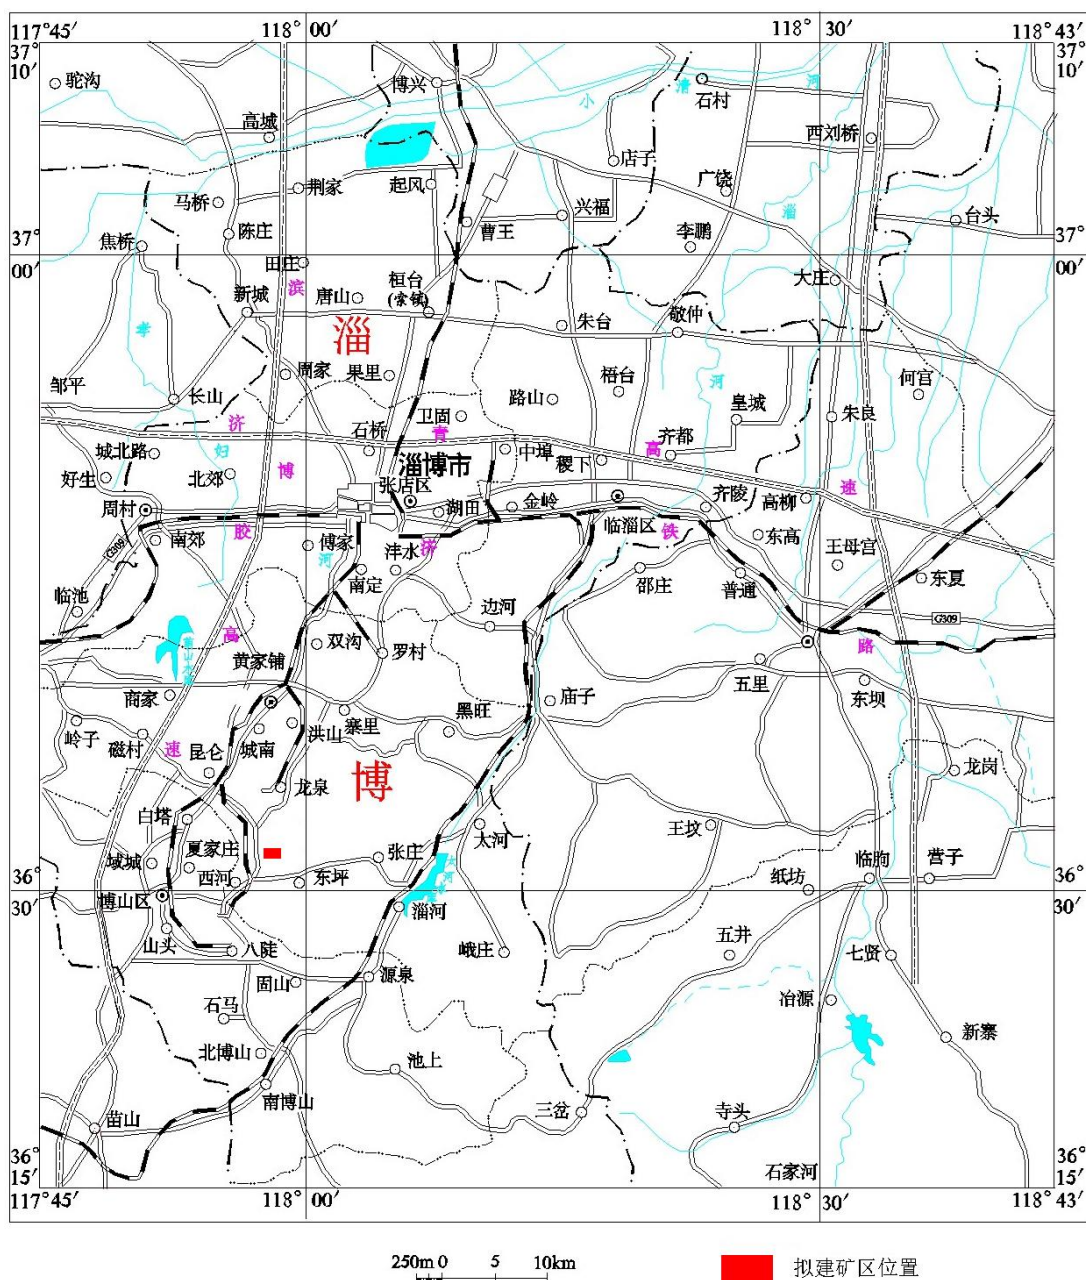 117°45′
118°00′
118°30′
118°43′
37°10′
37°10′
驼沟
博兴
小
清
河
石村
高城
西刘桥
店子
荆家
起风
广饶
马桥
兴福
淄
台头
陈庄
曹王
焦桥
李鹏
37°00′
37°00′
田庄
桓台
(索镇)
大庄
滨
新城
唐山
孝
淄
朱台
敬仲
周家
果里
梧台
河
何官
邹平
长山
路山
皇城
朱良
卫固
济
青
石桥
妇
齐都
高
城北路
淄博市
中埠
稷下
好生
北郊
博
张店区
速
周村
湖田
金岭
临淄区
齐陵
高柳
G309
南郊
胶
傅家
沣水
济
铁
东高
河
王母宫
南定
邵庄
普通
东夏
临池
边河
G309
高
双沟
罗村
路
黄家铺
五里
东坝
商家
庙子
岭子
寨里
黑旺
洪山
磁村
速
昆仑
城南
龙岗
龙泉
博
白塔
太河
王坟
夏家庄
张庄
域城
临朐
营子
西河
东坪
纸坊
36°30′
36°30′
博山区
淄河
山头
八陡
峨庄
五井
七贤
固山
源泉
石马
冶源
新寨
北博山
池上
南博山
三岔
苗山
寺头
36°15′
36°15′
石家河
117°45′
118°00′
118°30′
118°43′
250m 0 5 10km
拟建矿区位置